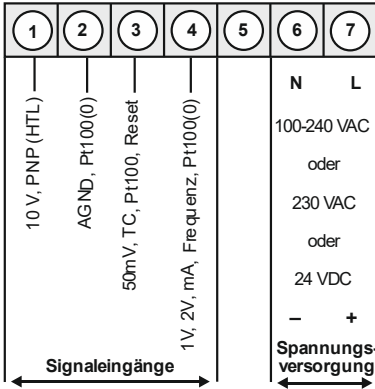 1 2 3 4 5 6 7
10 V, PNP (HTL)
AGND, Pt100(0)
50mV, TC, Pt100, Reset
1V, 2V, mA, Frequenz, Pt100(0)
N L
100-240 VAC
oder
230 VAC
oder
24 VDC
– +
Signaleingänge
Spannungs-
versorgung